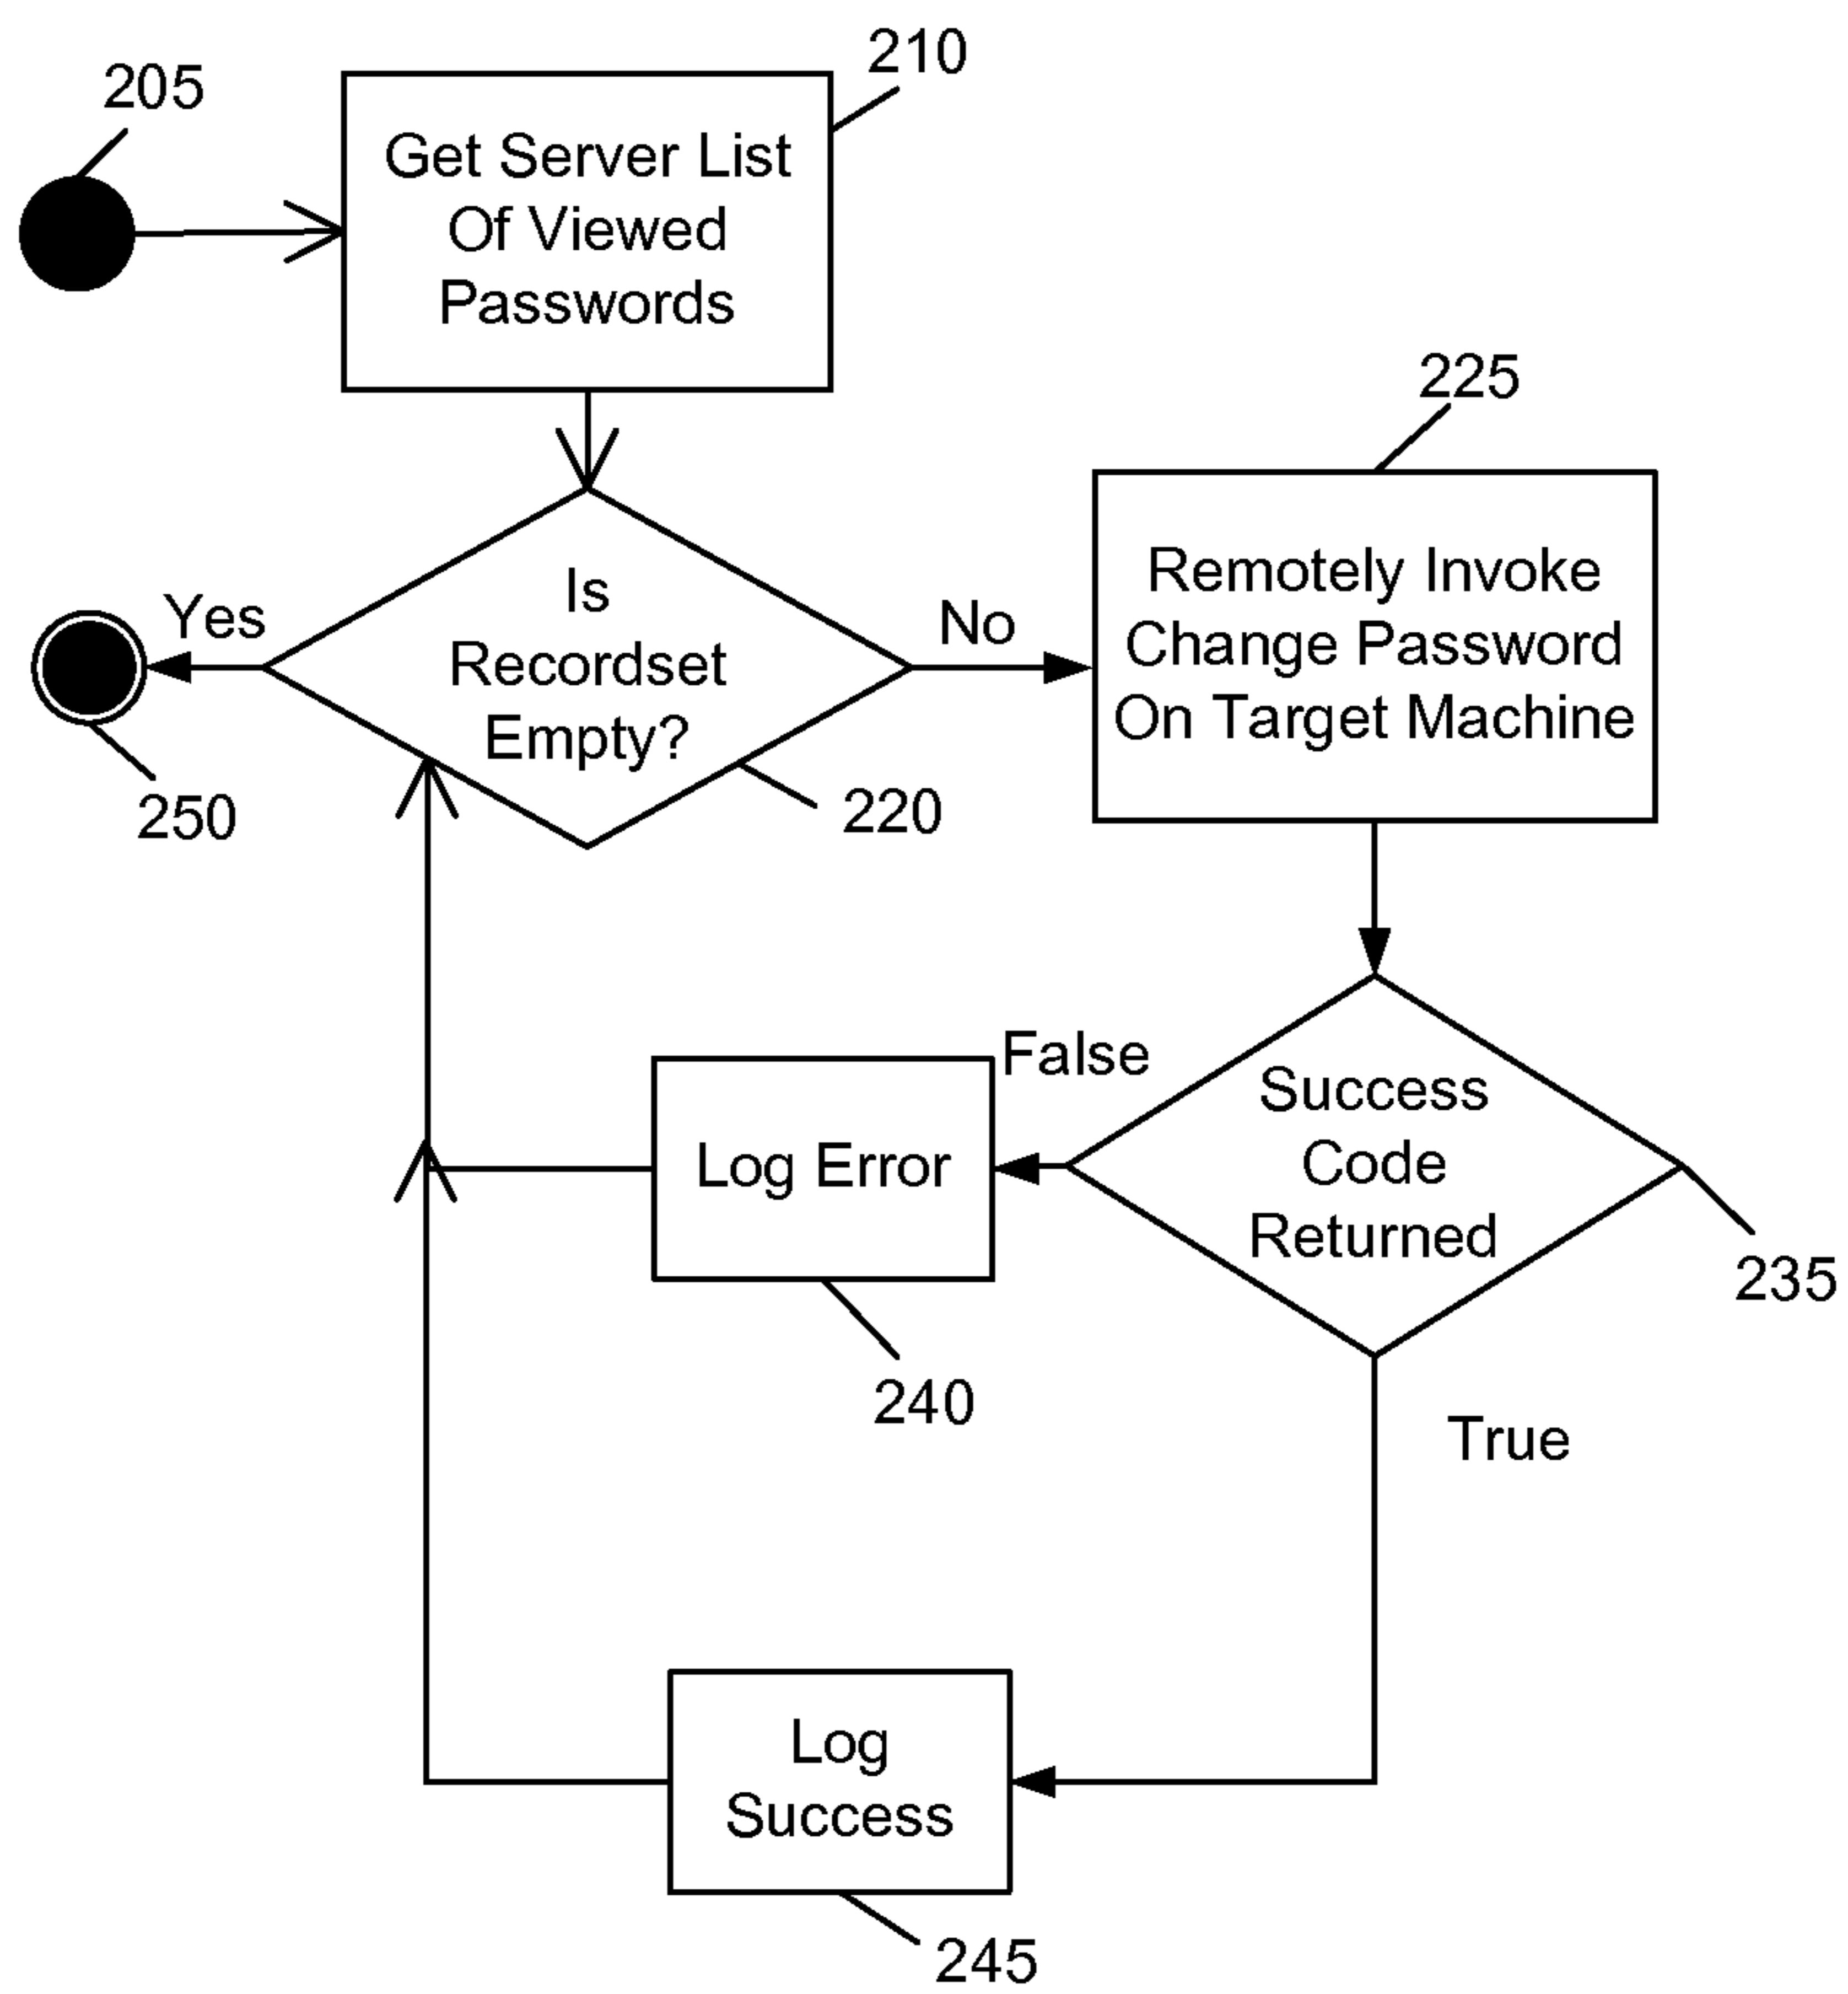 205
210
Get Server List
Of Viewed
Passwords
225
Remotely Invoke
Change Password
On Target Machine
Yes
Is
Recordset
Empty?
No
250
220
False
Success
Code
Returned
Log Error
235
240
True
Log
Success
245